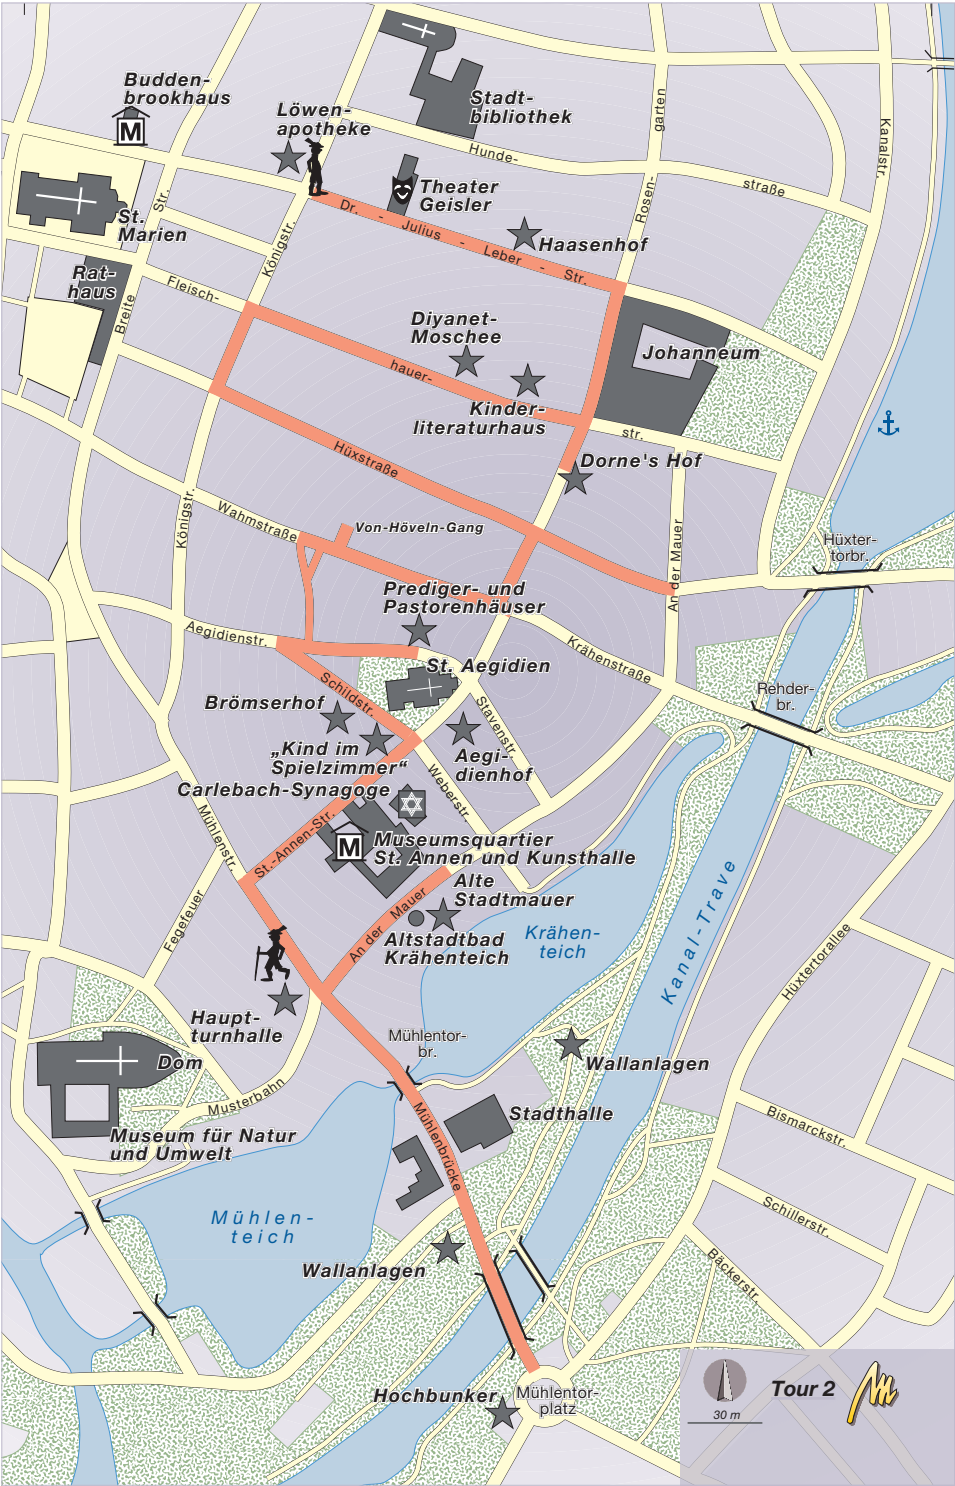 Budden-
brookhaus
M
Löwen-
apotheke
Stadt-
bibliothek
garten
Kanalstr.
Hunde-
straße
Theater
Geisler
Rosen-
St.
Marien
Str.
Dr. - Julius - Leber - Str.
Haasenhof
Königstr.
Rat-
haus
Fleisch-
Breite
Diyanet-
Moschee
Johanneum
hauer-
Kinder-
literaturhaus
str.
Hüxstraße
Dorne's Hof
Königstr.
Wahmstraße
Von-Höveln-Gang
An der Mauer
Hüxter-
torbr.
Prediger- und
Pastorenhäuser
Aegidienstr.
Krähenstraße
St. Aegidien
Schildstr.
Rehder-
br.
Brömserhof
Stavenstr.
„Kind im
Spielzimmer“
Aegi-
dienhof
Carlebach-Synagoge
Weberstr.
Mühlenstr.
St.-Annen-Str.
M
Museumsquartier
St. Annen und Kunsthalle
Alte
Stadtmauer
An der Mauer
Fegefeuer
Altstadtbad
Krähenteich
Krähen-
teich
Kanal-Trave
Hüxtertorallee
Haupt-
turnhalle
Mühlentor-
br.
Dom
Wallanlagen
Musterbahn
Mühlenbrücke
Stadthalle
Bismarckstr.
Museum für Natur
und Umwelt
Mühlen-
teich
Schillerstr.
Wallanlagen
Bäckerstr.
Hochbunker
Mühlentor-
platz
Tour 2
30 m